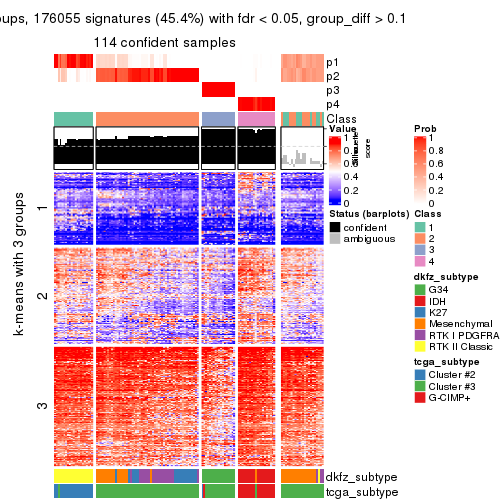 oups, 176055 signatures (45.4%) with fdr < 0.05, group_diff > 0.1
114 confident samples
p1
p2
p3
p4
Class
k-means with 3 groups
1
2
3
Value
1
0.8
0.6
0.4
0.2
0
Silhouette
score
Prob
1
0.8
0.6
0.4
0.2
0
Status (barplots)
confident
ambiguous
Class
1
2
3
4
dkfz_subtype
G34
IDH
K27
Mesenchymal
RTK I PDGFRA
RTK II Classic
tcga_subtype
Cluster #2
Cluster #3
G-CIMP+
dkfz_subtype
tcga_subtype